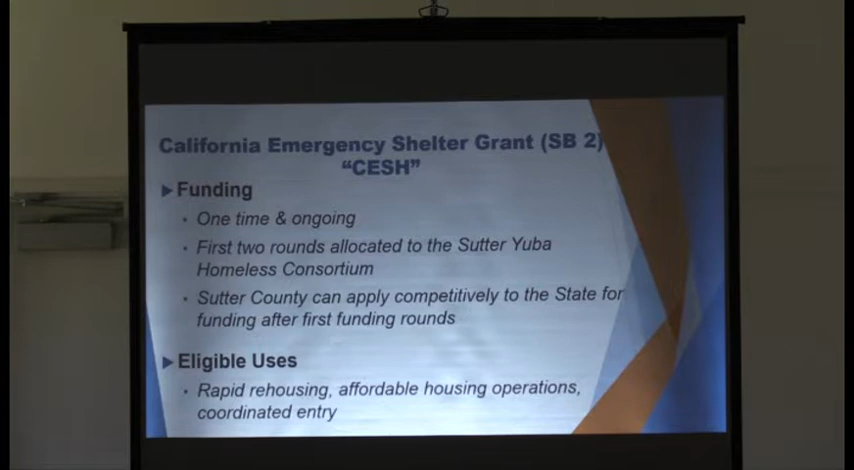 California Emergency Shelter Grant (SB 2)
“CESH”
Funding
One time & ongoing
First two rounds allocated to the Sutter Yuba
Homeless Consortium
Sutter County can apply competitively to the State for
funding after first funding rounds
Eligible Uses
Rapid rehousing, affordable housing operations,
coordinated entry